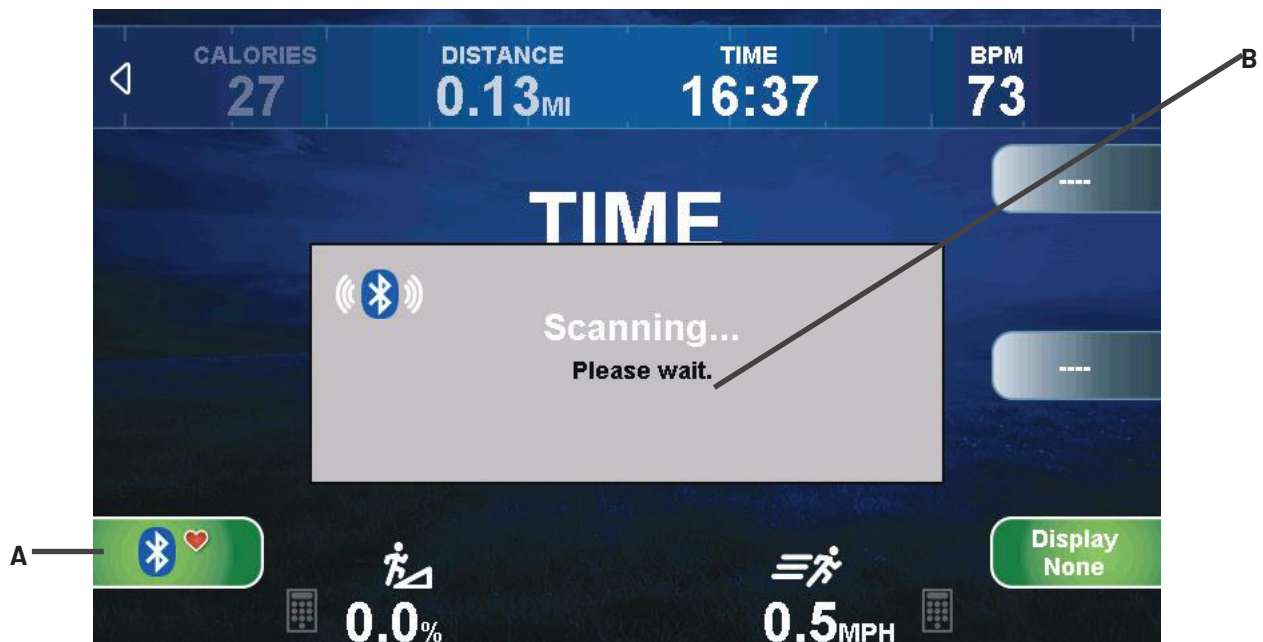 CALORIES
27
DISTANCE
0.13MI
TIME
16:37
BPM
73
B
----
TIME
Scanning...
Please wait.
----
A
Display
None
0.0%
0.5MPH